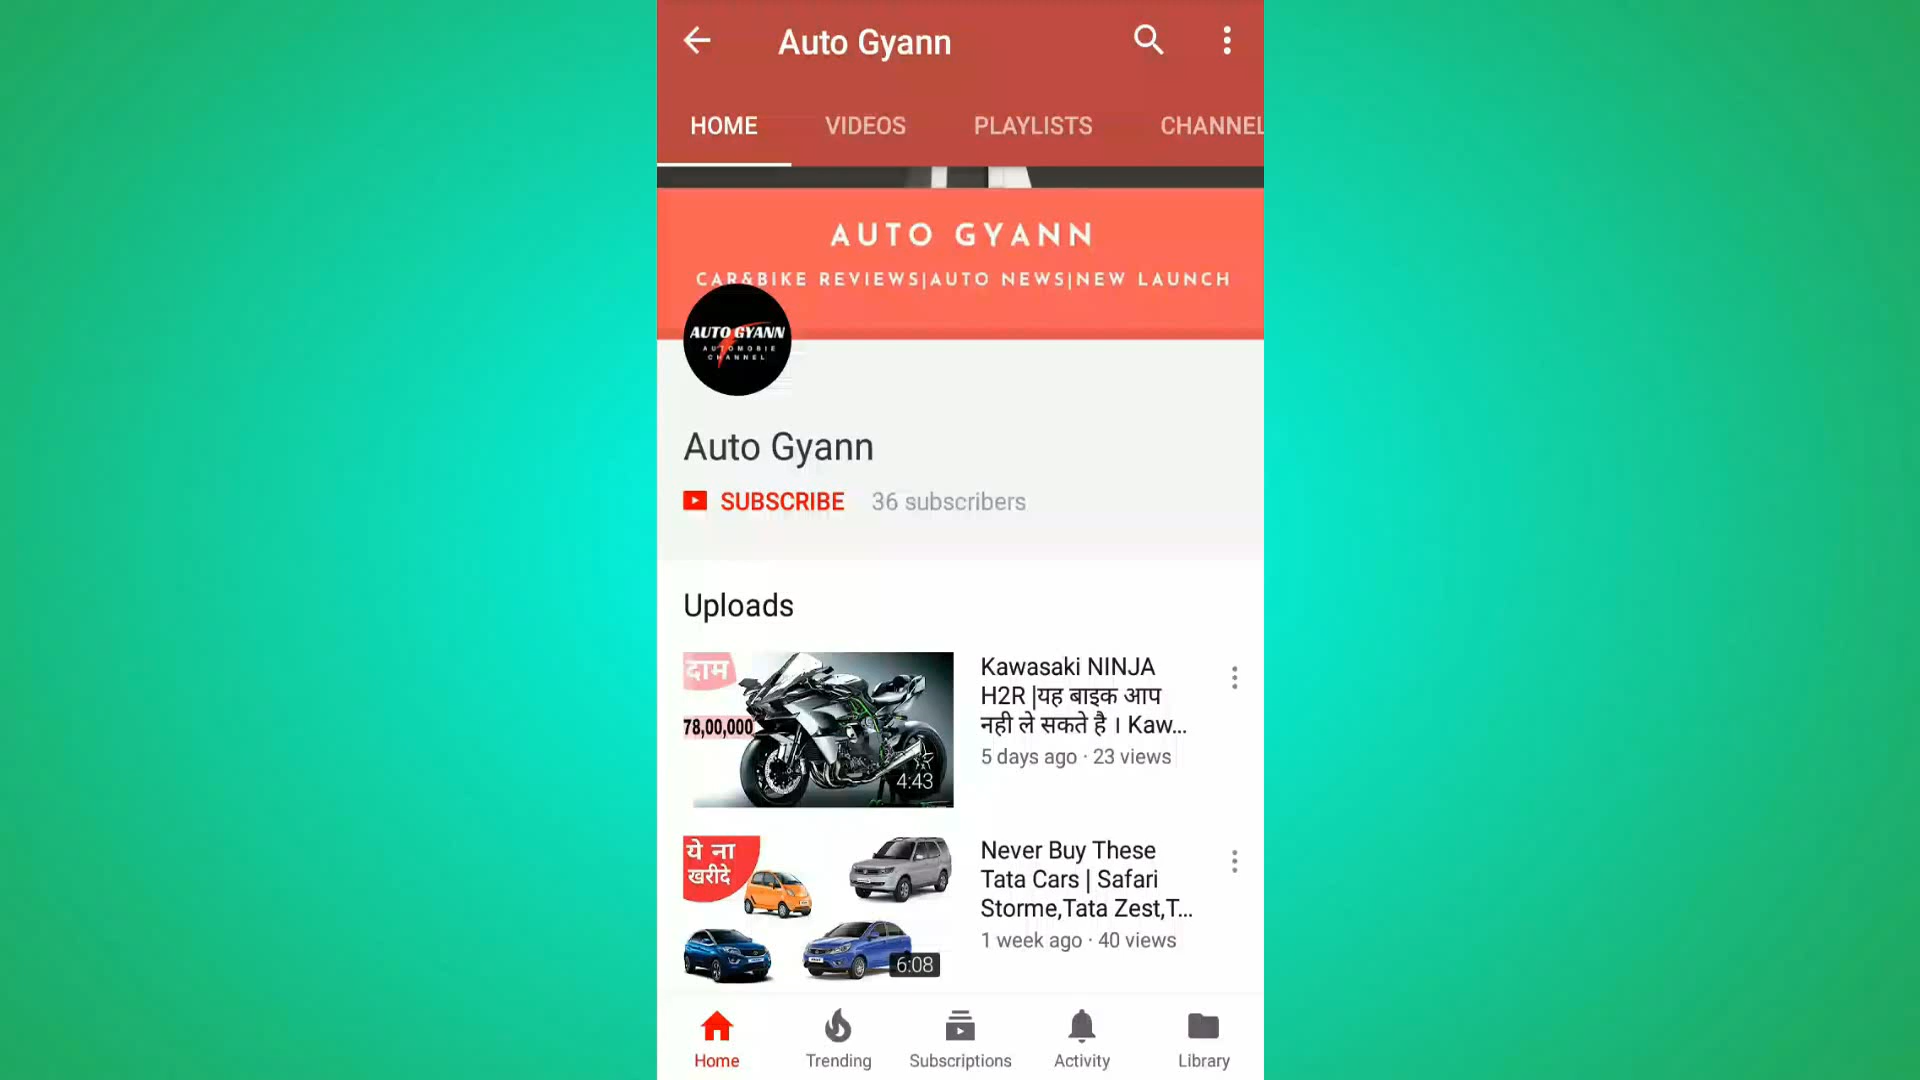 Auto Gyann
HOME VIDEOS PLAYLISTS CHANNEL
AUTO GYANN
CAR&BIKE REVIEWS|AUTO NEWS|NEW LAUNCH
AUTO GYANN
AUTOMOBIE
CHANNEL
Auto Gyann
SUBSCRIBE 36 subscribers
Uploads
दाम
78,00,000
4:43
Kawasaki NINJA
H2R |यह बाइक आप
नही ले सकते है । Kaw...
5 days ago · 23 views
ये ना
खरीदे
6:08
Never Buy These
Tata Cars | Safari
Storme,Tata Zest,T...
1 week ago · 40 views
Home Trending Subscriptions Activity Library